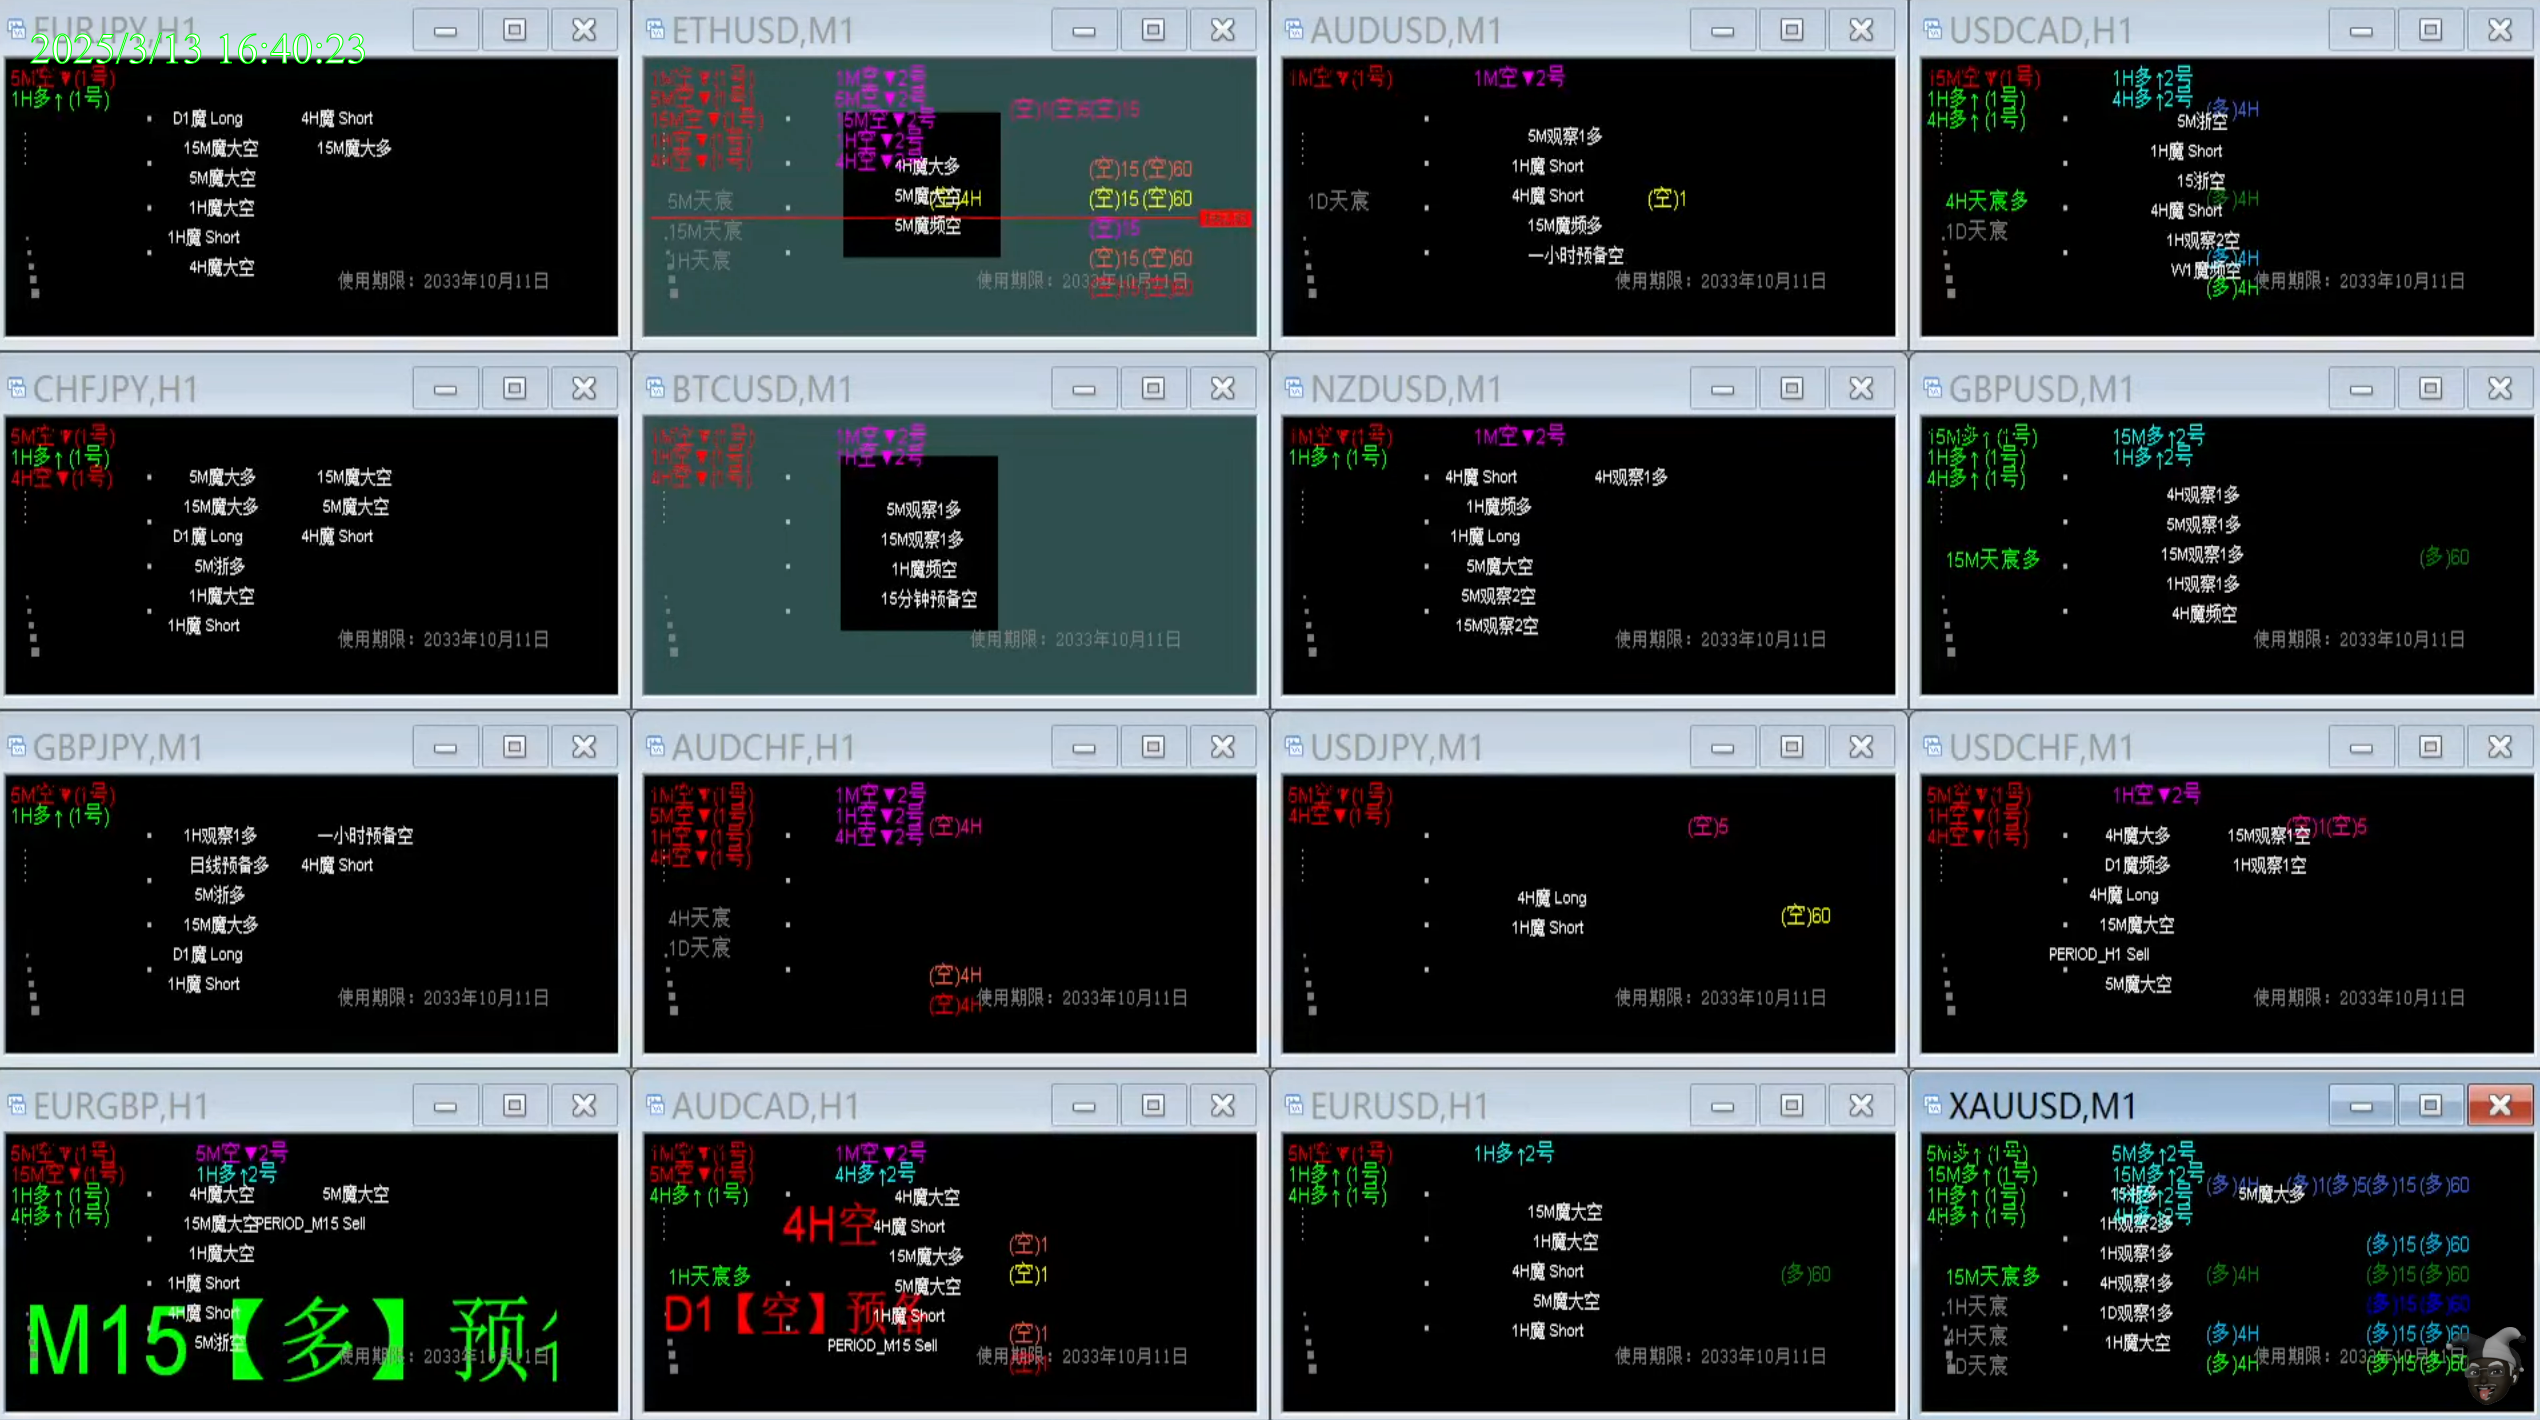 EURJPY,H1
2025/3/13 16:40:23
5M空▼(1号)
1H多↑(1号)
D1魔 Long 4H魔 Short
15M魔大空 15M魔大多
5M魔大空
1H魔大空
1H魔 Short
4H魔大空
使用期限：2033年10月11日
ETHUSD,M1
1M空▼(1号) 1M空▼2号
5M空▼(1号) 5M空▼2号
(空)1(空)5(空)15
15M空▼(1号) 15M空▼2号
1H空▼(1号) 1H空▼2号
4H空▼(1号) 4H空▼2号
4H魔大多 (空)15(空)60
5M天宸 5M魔大空 (空)4H (空)15(空)60
15M天宸 5M魔频空 (空)15
1H天宸 (空)15(空)60
使用期限：2033年10月11日
(空)15(空)60
AUDUSD,M1
1M空▼(1号) 1M空▼2号
5M观察1多
1H魔 Short
1D天宸 4H魔 Short (空)1
15M魔频多
一小时预备空
使用期限：2033年10月11日
USDCAD,H1
15M空▼(1号) 1H多↑2号
1H多↑(1号) 4H多↑2号 (多)4H
4H多↑(1号) 5M浙空
1H魔 Short
15浙空
4H天宸多 (多)4H
4H魔 Short
1D天宸 1H观察2空
(多)4H
W1魔频空
使用期限：2033年10月11日
(多)4H
CHFJPY,H1
5M空▼(1号)
1H多↑(1号)
4H空▼(1号)
5M魔大多 15M魔大空
15M魔大多 5M魔大空
D1魔 Long 4H魔 Short
5M浙多
1H魔大空
1H魔 Short
使用期限：2033年10月11日
BTCUSD,M1
1M空▼(1号) 1M空▼2号
1H空▼(1号) 1H空▼2号
4H空▼(1号)
5M观察1多
15M观察1多
1H魔频空
15分钟预备空
使用期限：2033年10月11日
NZDUSD,M1
1M空▼(1号) 1M空▼2号
1H多↑(1号)
4H魔 Short 4H观察1多
1H魔频多
1H魔 Long
5M魔大空
5M观察2空
15M观察2空
使用期限：2033年10月11日
GBPUSD,M1
15M多↑(1号) 15M多↑2号
1H多↑(1号) 1H多↑2号
4H多↑(1号)
4H观察1多
5M观察1多
15M天宸多 15M观察1多 (多)60
1H观察1多
4H魔频空
使用期限：2033年10月11日
GBPJPY,M1
5M空▼(1号)
1H多↑(1号)
1H观察1多 一小时预备空
日线预备多 4H魔 Short
5M浙多
15M魔大多
D1魔 Long
1H魔 Short
使用期限：2033年10月11日
AUDCHF,H1
1M空▼(1号) 1M空▼2号
5M空▼(1号) 1H空▼2号
1H空▼(1号) 4H空▼2号 (空)4H
4H空▼(1号)
4H天宸
1D天宸
(空)4H
(空)4H
使用期限：2033年10月11日
USDJPY,M1
5M空▼(1号)
4H空▼(1号)
(空)5
4H魔 Long
(空)60
1H魔 Short
使用期限：2033年10月11日
USDCHF,M1
5M空▼(1号) 1H空▼2号
1H空▼(1号)
4H空▼(1号) (空)1(空)5
4H魔大多 15M观察1空
D1魔频多 1H观察1空
4H魔 Long
15M魔大空
PERIOD_H1 Sell
5M魔大空
使用期限：2033年10月11日
EURGBP,H1
5M空▼(1号) 5M空▼2号
15M空▼(1号) 1H多↑2号
1H多↑(1号) 4H魔大空 5M魔大空
4H多↑(1号) 15M魔大空 PERIOD_M15 Sell
1H魔大空
1H魔 Short
4H魔 Short
M15【多】预
5M浙空
使用期限：2033年10月11日
AUDCAD,H1
1M空▼(1号) 1M空▼2号
5M空▼(1号) 4H多↑2号
4H多↑(1号) 4H魔大空
4H空 4H魔 Short
15M魔大多 (空)1
1H天宸多 5M魔大空 (空)1
D1【空】预备 1H魔 Short
PERIOD_M15 Sell (空)1
使用期限：2033年10月11日
(空)1
EURUSD,H1
5M空▼(1号) 1H多↑2号
1H多↑(1号)
4H多↑(1号)
15M魔大空
1H魔大空
4H魔 Short (多)60
5M魔大空
1H魔 Short
使用期限：2033年10月11日
XAUUSD,M1
5M多↑(1号) 5M多↑2号
15M多↑(1号) 15M多↑2号 (多)4H (多)1(多)5(多)15(多)60
1H多↑(1号) 1H多↑2号 5M魔大多
4H多↑(1号) 4H多↑2号
1H观察2多
1H观察1多 (多)15(多)60
15M天宸多 4H观察1多 (多)4H (多)15(多)60
1H天宸 1D观察1多 (多)15(多)60
4H天宸 1H魔大空 (多)4H (多)15(多)60
1D天宸 (多)4H (多)15(多)60
使用期限：2033年10月11日